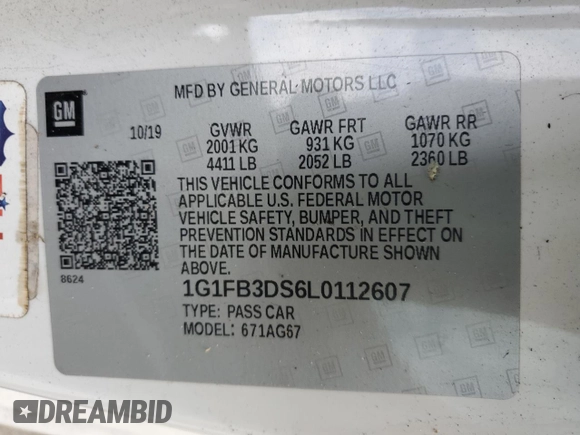 MFD BY GENERAL MOTORS LLC
GM
10/19 GVWR GAWR FRT GAWR RR
2001 KG 931 KG 1070 KG
4411 LB 2052 LB 2360 LB
THIS VEHICLE CONFORMS TO ALL
APPLICABLE U.S. FEDERAL MOTOR
VEHICLE SAFETY, BUMPER, AND THEFT
PREVENTION STANDARDS IN EFFECT ON
THE DATE OF MANUFACTURE SHOWN
ABOVE.
8624
1G1FB3DS6L0112607
TYPE: PASS CAR
MODEL: 671AG67
DREAMBID